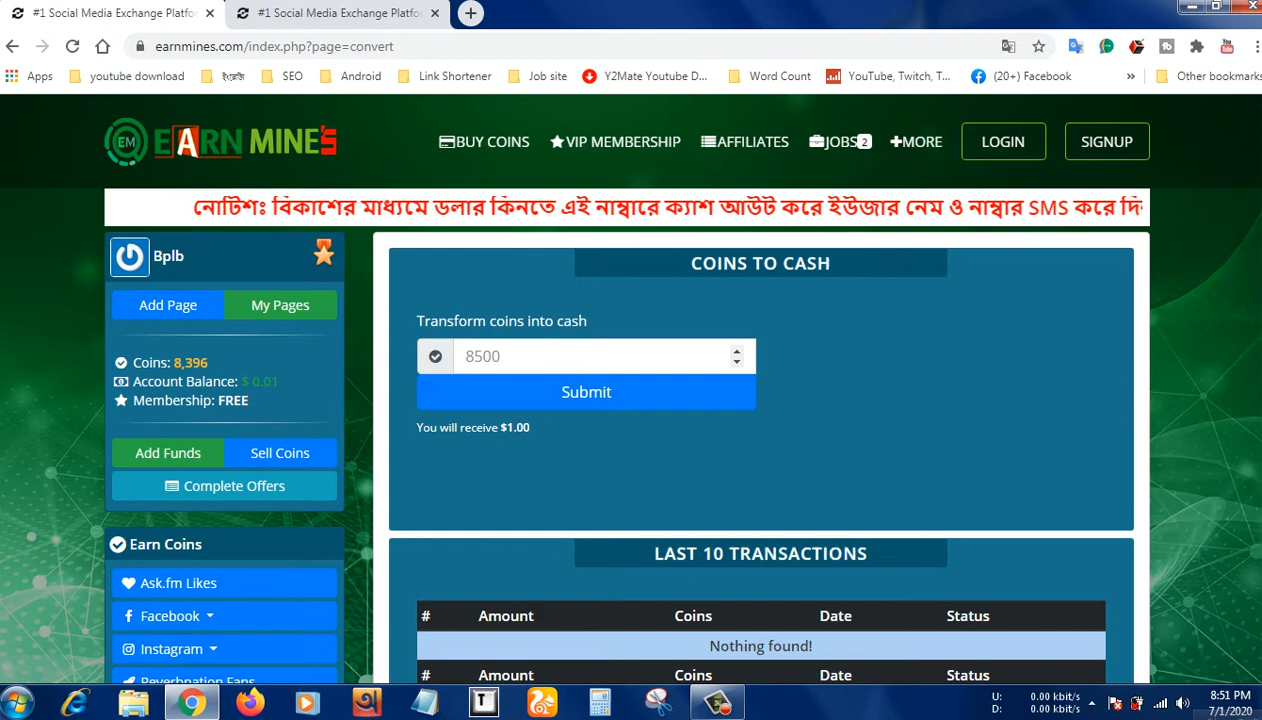 #1 Social Media Exchange Platfo
#1 Social Media Exchange Platfo
earnmines.com/index.php?page=convert
Apps youtube download ইংরেজি SEO Android Link Shortener Job site Y2Mate Youtube D... Word Count YouTube, Twitch, T... (20+) Facebook » Other bookmarks
EM EARN MINE'S
BUY COINS VIP MEMBERSHIP AFFILIATES JOBS 2 MORE LOGIN SIGNUP
নোটিশঃ বিকাশের মাধ্যমে ডলার কিনতে এই নাম্বারে ক্যাশ আউট করে ইউজার নেম ও নাম্বার SMS করে দি
Bplb
Add Page My Pages
Coins: 8,396
Account Balance: $ 0.01
Membership: FREE
Add Funds Sell Coins
Complete Offers
Earn Coins
Ask.fm Likes
Facebook
Instagram
Reverbnation Fans
COINS TO CASH
Transform coins into cash
8500
Submit
You will receive $1.00
LAST 10 TRANSACTIONS
# Amount Coins Date Status
Nothing found!
# Amount Coins Date Status
অ T
U: 0.00 kbit/s
D: 0.00 kbit/s
8:51 PM
7/1/2020